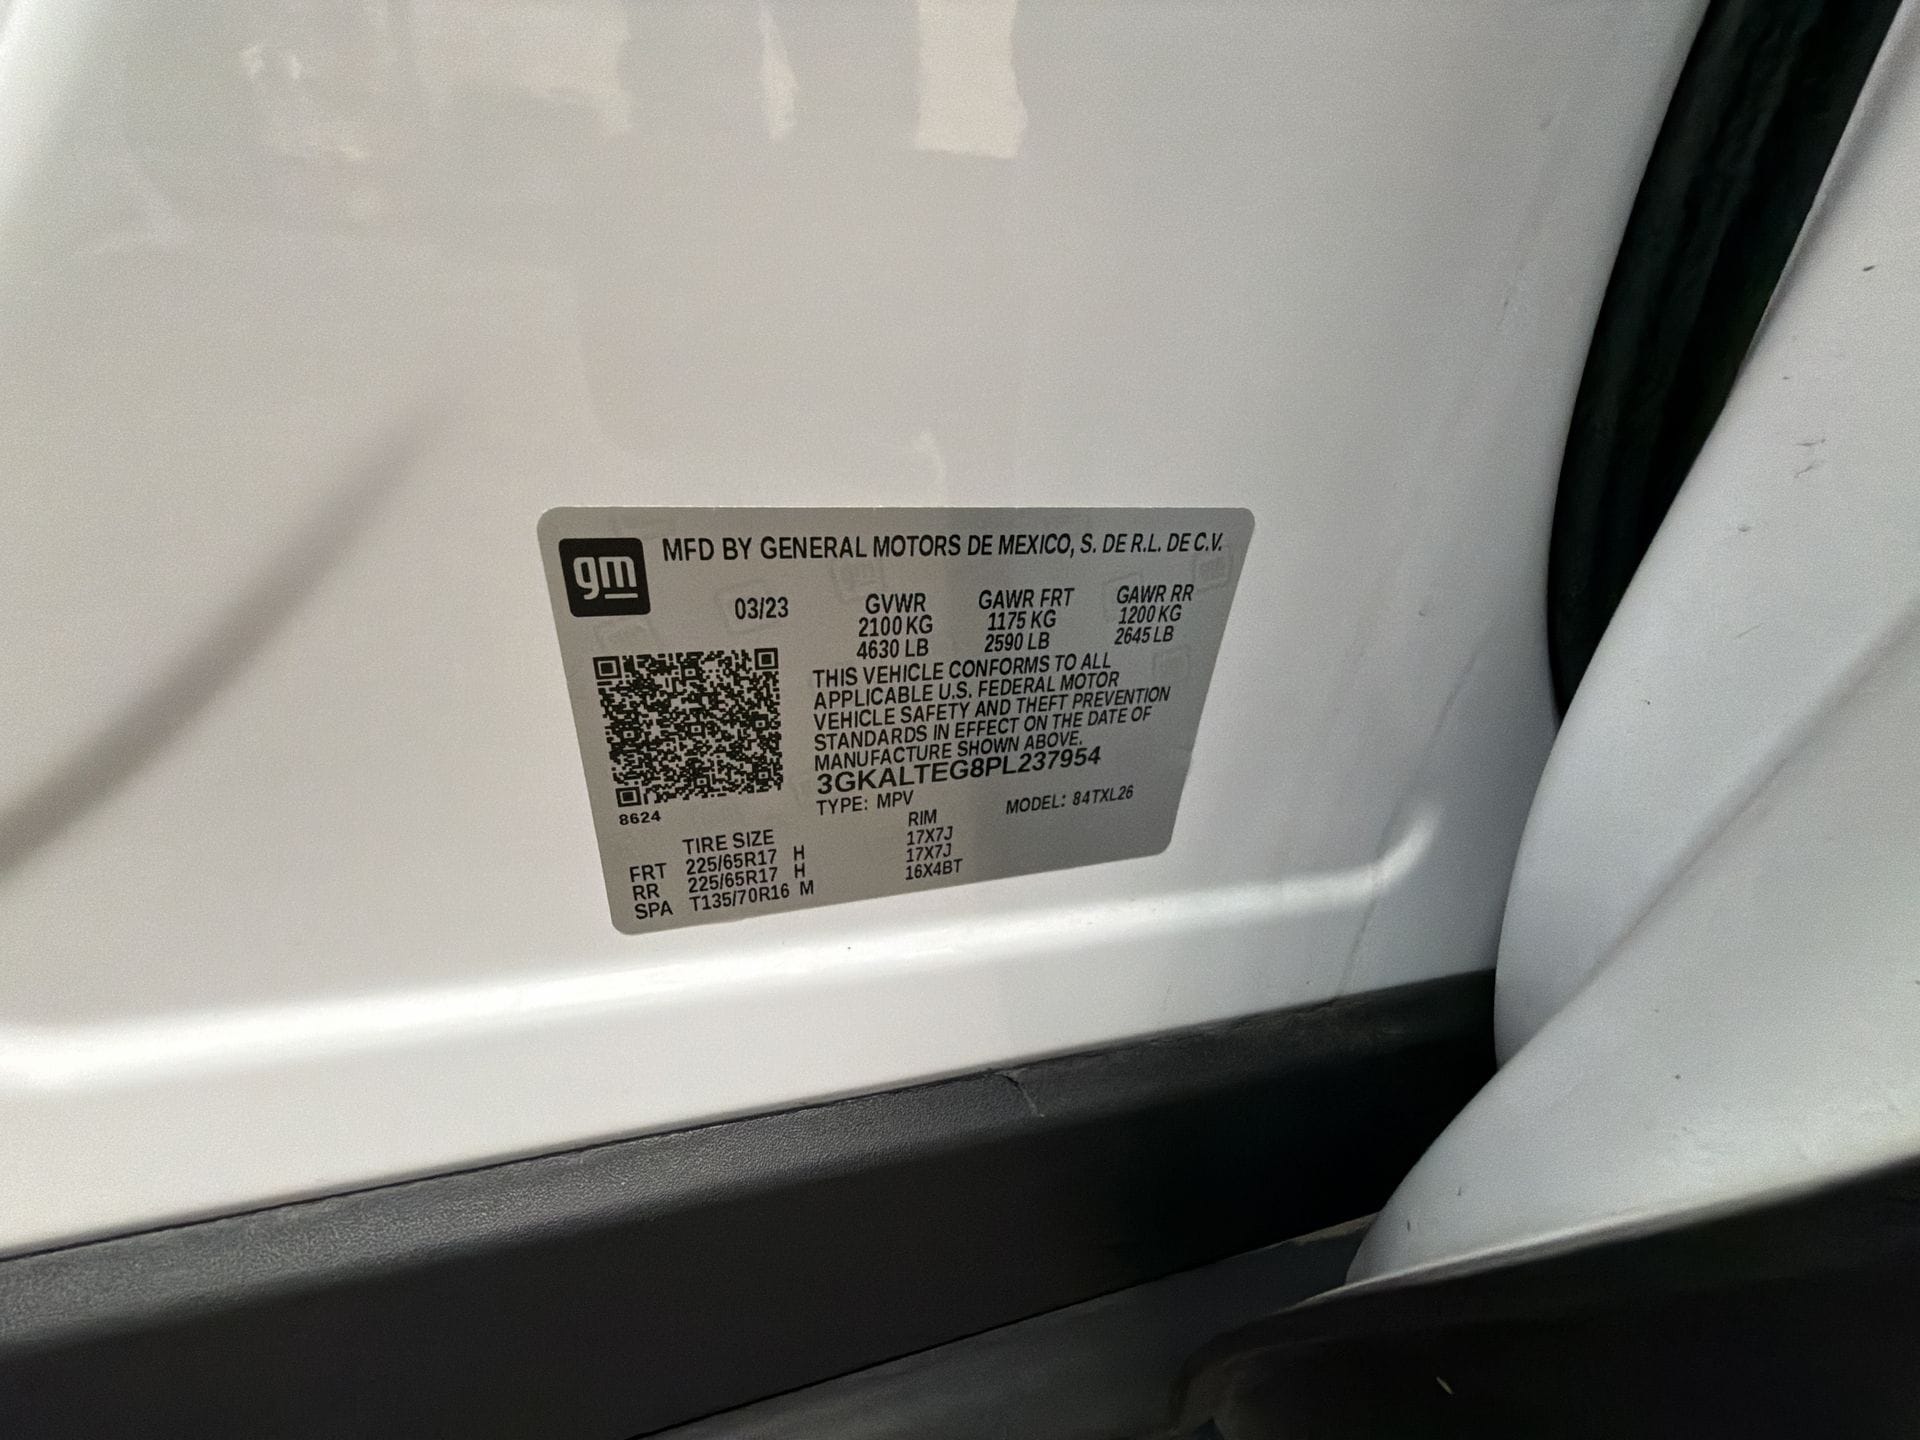 gm MFD BY GENERAL MOTORS DE MEXICO, S. DE R.L. DE C.V.
03/23 GVWR GAWR FRT GAWR RR
2100 KG 1175 KG 1200 KG
4630 LB 2590 LB 2645 LB
THIS VEHICLE CONFORMS TO ALL
APPLICABLE U.S. FEDERAL MOTOR
VEHICLE SAFETY AND THEFT PREVENTION
STANDARDS IN EFFECT ON THE DATE OF
MANUFACTURE SHOWN ABOVE.
3GKALTEG8PL237954
TYPE: MPV MODEL: 84TXL26
8624
TIRE SIZE RIM
FRT 225/65R17 H 17X7J
RR 225/65R17 H 17X7J
SPA T135/70R16 M 16X4BT